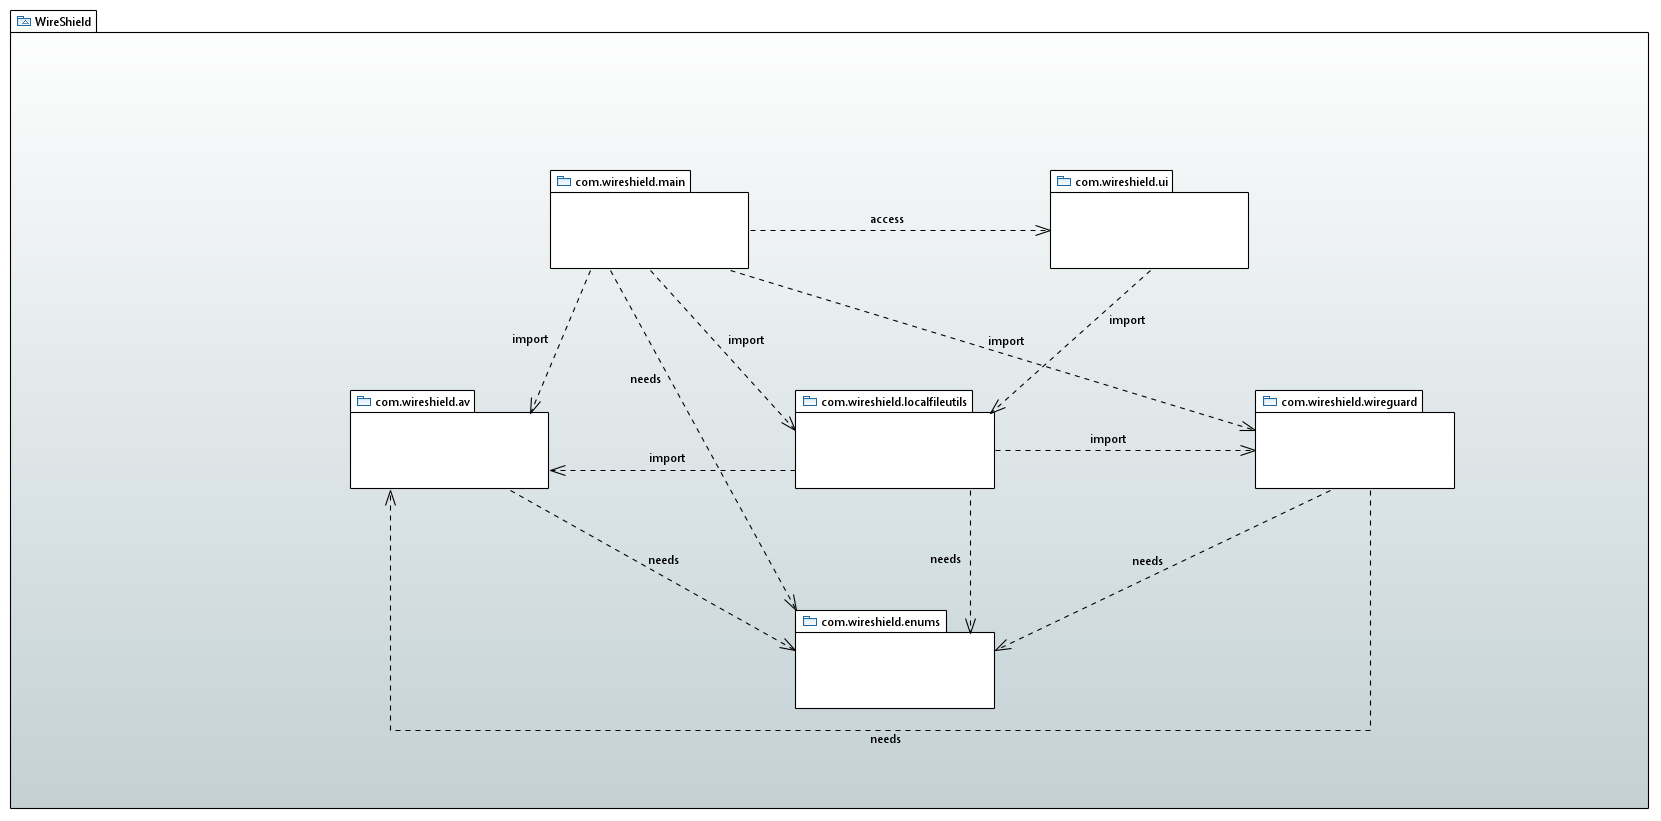 WireShield
com.wireshield.main
com.wireshield.ui
access
import
import
import
import
needs
com.wireshield.av
com.wireshield.localfileutils
com.wireshield.wireguard
import
import
needs
needs
needs
com.wireshield.enums
needs